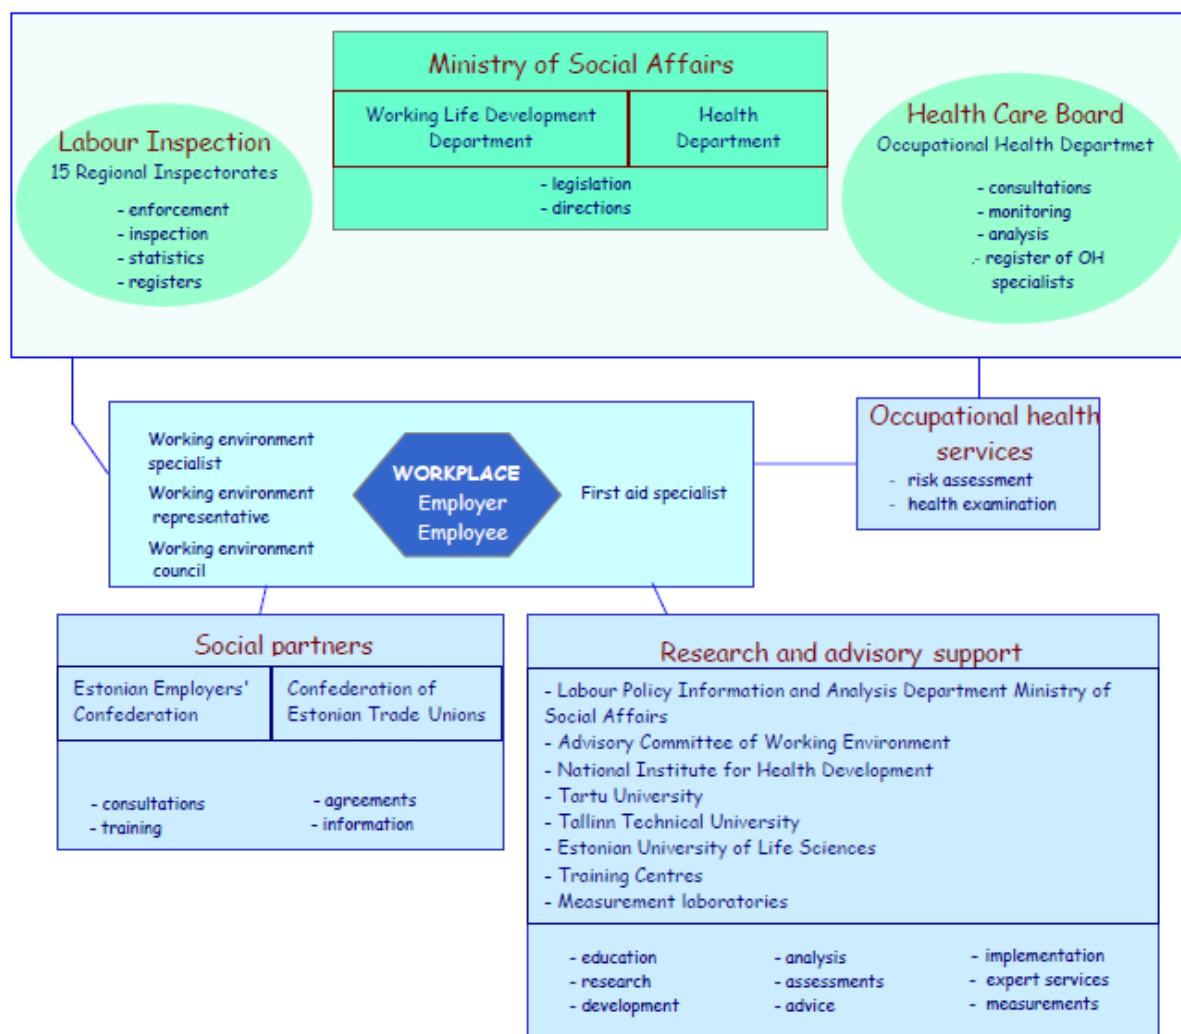 Ministry of Social Affairs
Working Life Development
Department
Health
Department
- legislation
- directions
Labour Inspection
15 Regional Inspectorates
- enforcement
- inspection
- statistics
- registers
Health Care Board
Occupational Health Departmet
- consultations
- monitoring
- analysis
.- register of OH
specialists
Working environment
specialist
Working environment
representative
Working environment
council
WORKPLACE
Employer
Employee
First aid specialist
Occupational health
services
- risk assessment
- health examination
Social partners
Estonian Employers'
Confederation
Confederation of
Estonian Trade Unions
- consultations
- training
- agreements
- information
Research and advisory support
- Labour Policy Information and Analysis Department Ministry of
Social Affairs
- Advisory Committee of Working Environment
- National Institute for Health Development
- Tartu University
- Tallinn Technical University
- Estonian University of Life Sciences
- Training Centres
- Measurement laboratories
- education
- research
- development
- analysis
- assessments
- advice
- implementation
- expert services
- measurements